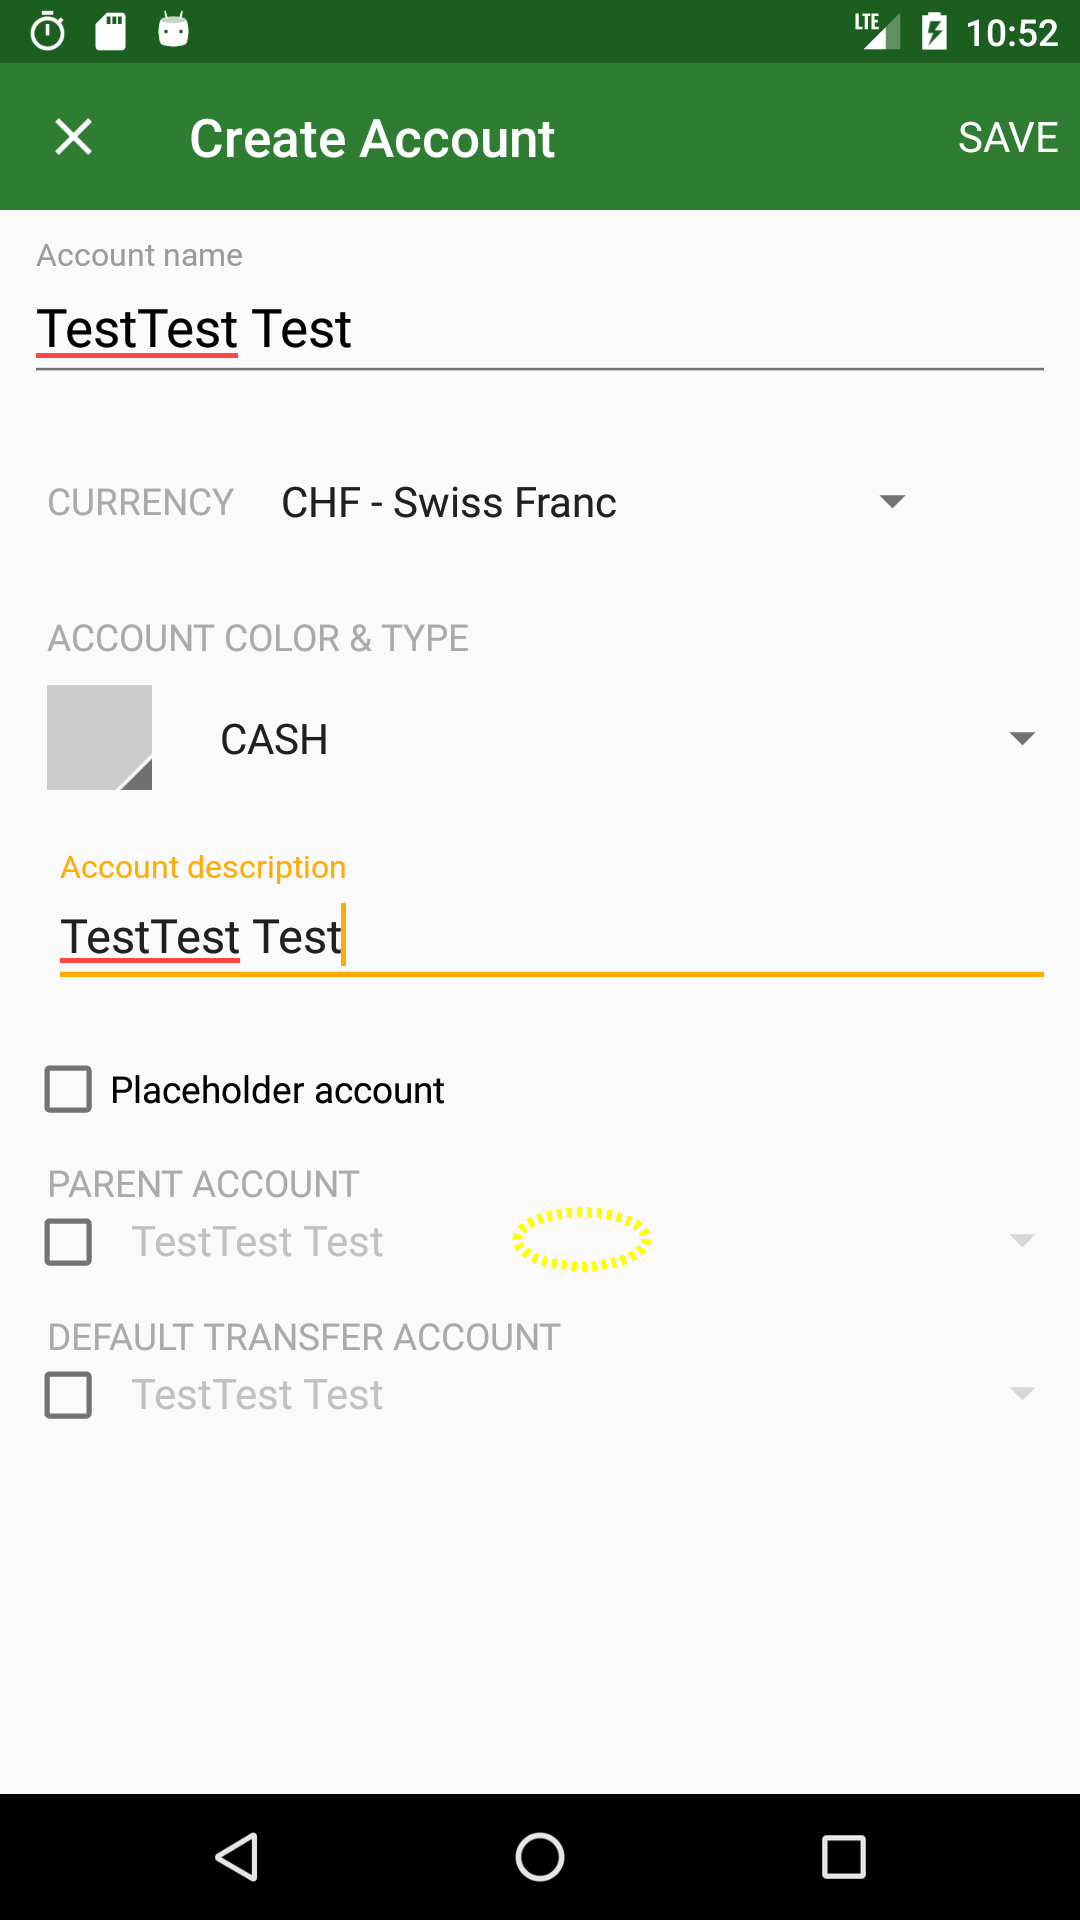 LTE 10:52
Create Account SAVE
Account name
TestTest Test
CURRENCY CHF - Swiss Franc
ACCOUNT COLOR & TYPE
CASH
Account description
TestTest Test
Placeholder account
PARENT ACCOUNT
TestTest Test
DEFAULT TRANSFER ACCOUNT
TestTest Test